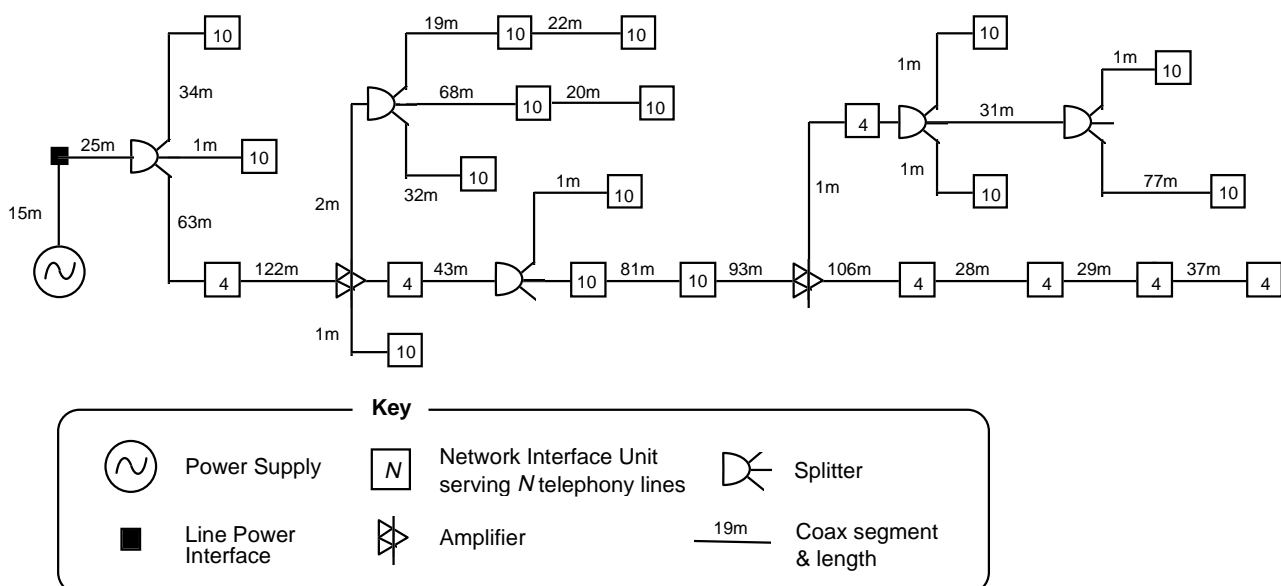 19m
22m
10
10
10
10
34m
1m
1m
10
68m
20m
10
10
31m
4
25m
1m
10
10
1m
10
1m
77m
10
10
32m
1m
10
2m
1m
15m
63m
122m
43m
81m
93m
106m
28m
29m
37m
4
4
10
10
4
4
4
4
1m
10
Key
Power Supply
N
Network Interface Unit
serving N telephony lines
Splitter
Line Power
Interface
Amplifier
19m
Coax segment
& length